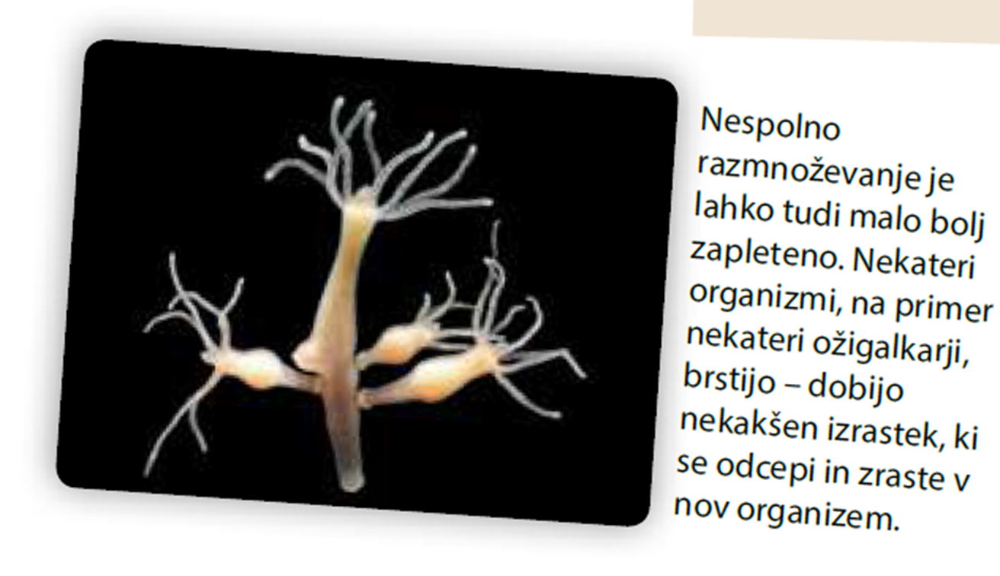 Nespolno
razmnoževanje je
lahko tudi malo bolj
zapleteno. Nekateri
organizmi, na primer
nekateri ožigalkarji,
brstijo – dobijo
nekakšen izrastek, ki
se odcepi in zraste v
nov organizem.